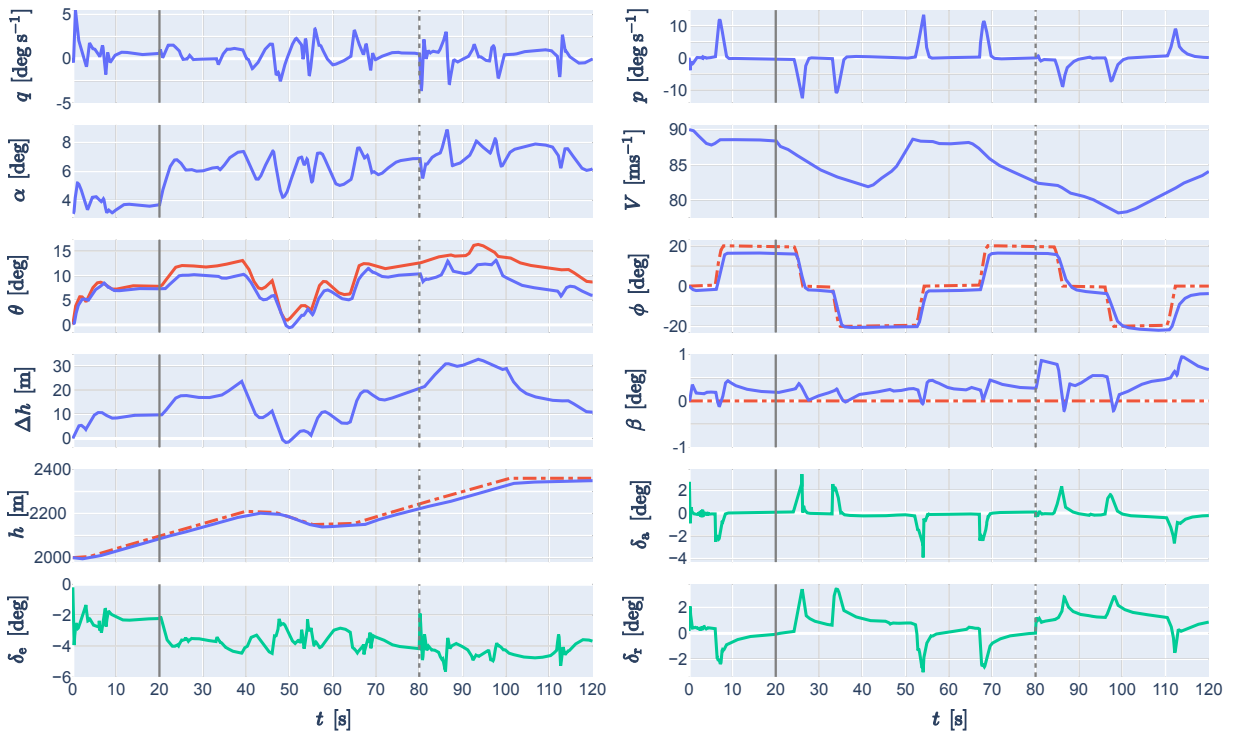 q [deg s⁻¹]
5
0
-5
α [deg]
8
6
4
θ [deg]
15
10
5
0
Δh [m]
30
20
10
0
h [m]
2400
2200
2000
δe [deg]
0
−2
−4
−6
0 10 20 30 40 50 60 70 80 90 100 110 120
t [s]
p [deg s⁻¹]
10
0
-10
V [ms⁻¹]
90
85
80
ϕ [deg]
20
0
-20
β [deg]
1
0
-1
δa [deg]
2
0
−2
−4
δr [deg]
2
0
−2
0 10 20 30 40 50 60 70 80 90 100 110 120
t [s]